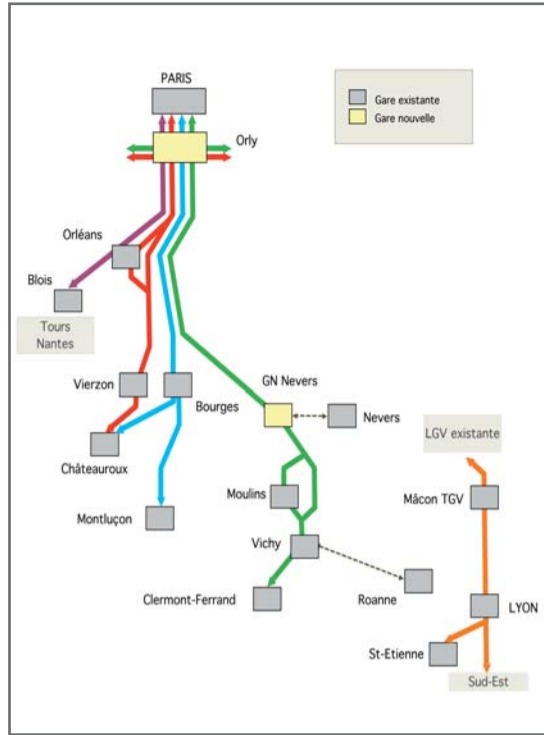 PARIS
Gare existante
Gare nouvelle
Orly
Orléans
Blois
Tours
Nantes
GN Nevers
Vierzon
Bourges
Nevers
LGV existante
Châteauroux
Moulins
Mâcon TGV
Montluçon
Vichy
Clermont-Ferrand
Roanne
LYON
St-Etienne
Sud-Est